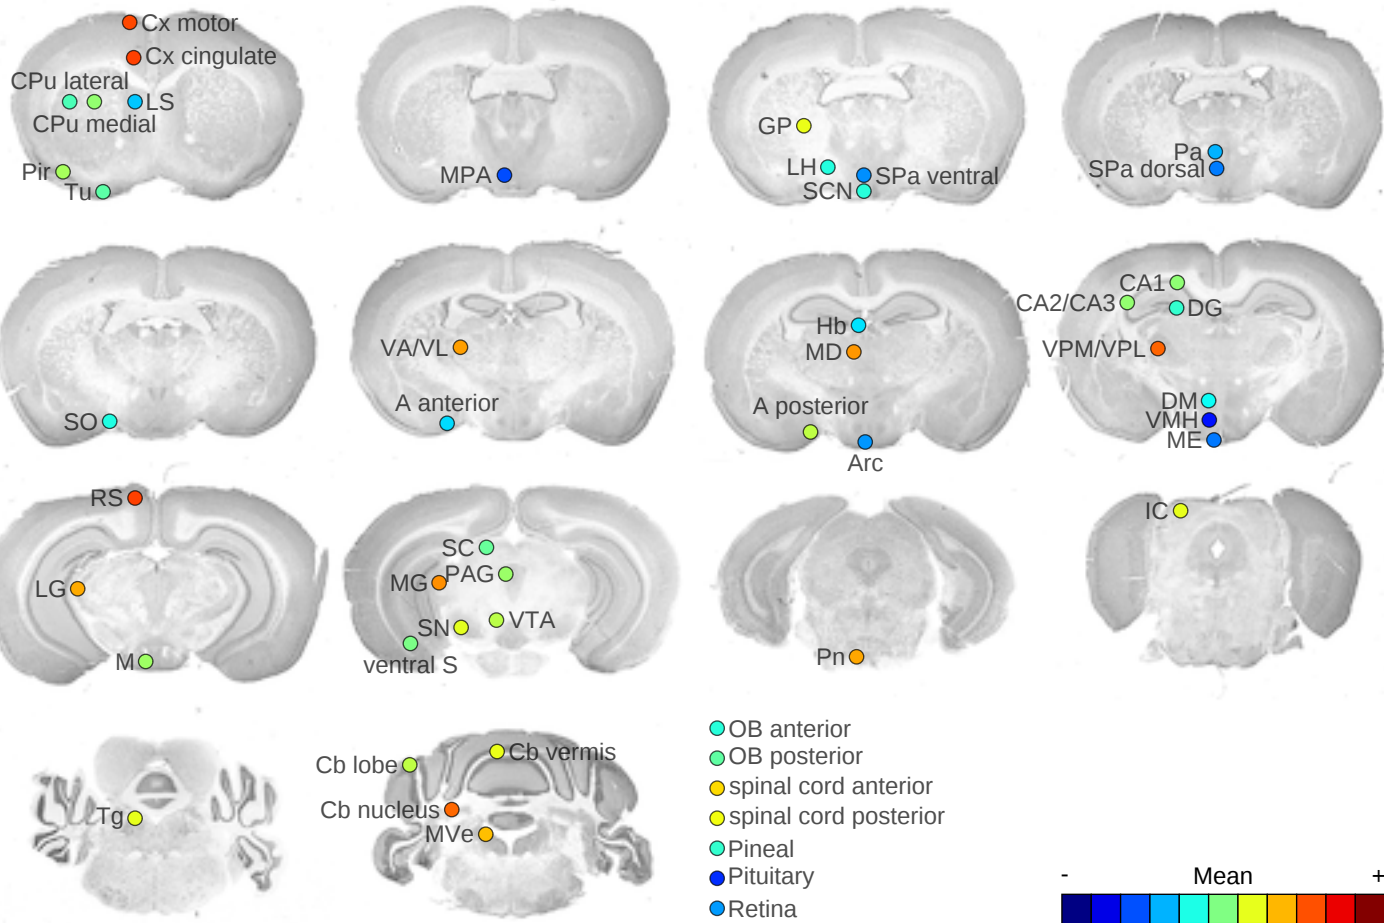 Cx motor
Cx cingulate
CPu lateral
LS
CPu medial
Pir
Tu
MPA
GP
LH
SPa ventral
SCN
Pa
SPa dorsal
SO
VA/VL
A anterior
Hb
MD
A posterior
Arc
CA1
CA2/CA3
DG
VPM/VPL
DM
VMH
ME
RS
LG
M
SC
MG
PAG
SN
VTA
ventral S
Pn
IC
Tg
Cb lobe
Cb vermis
Cb nucleus
MVe
OB anterior
OB posterior
spinal cord anterior
spinal cord posterior
Pineal
Pituitary
Retina
- Mean +